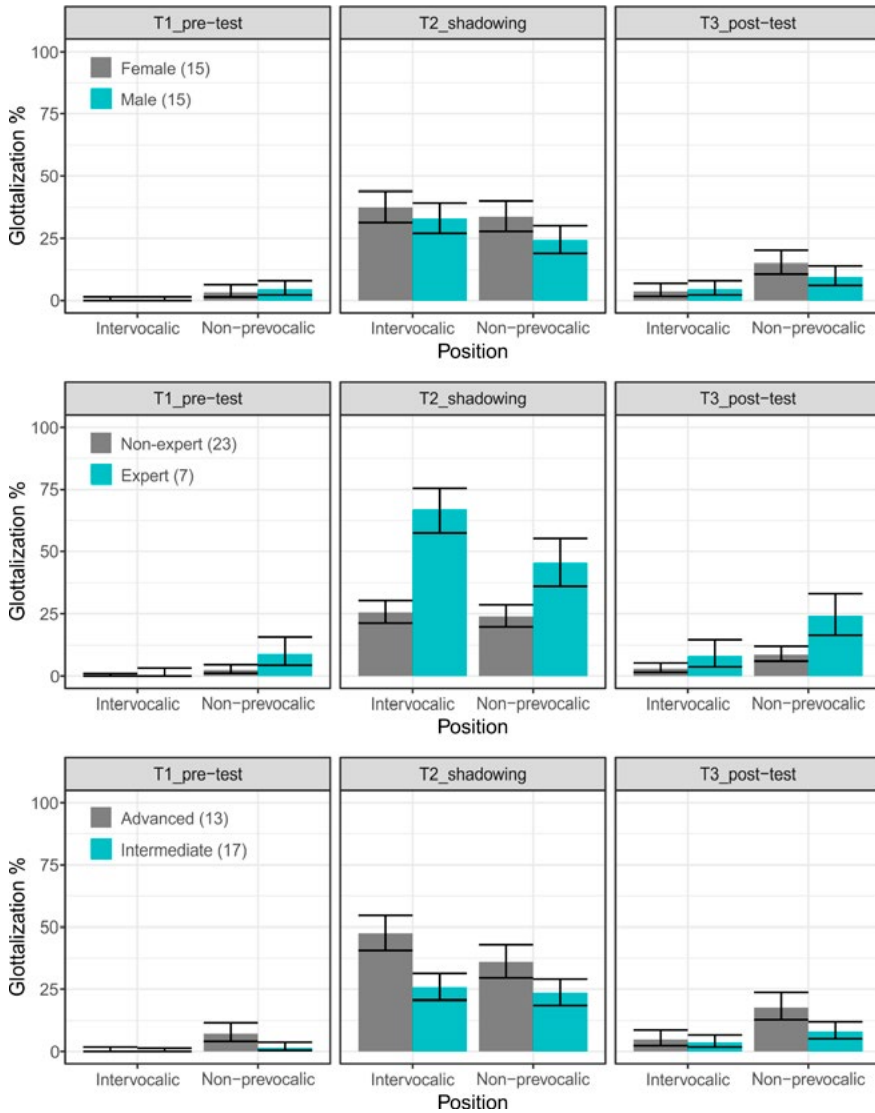 T1_pre-test T2_shadowing T3_post-test
100
75
50
25
0
Glottalization %
Female (15)
Male (15)
Intervocalic Non-prevocalic Intervocalic Non-prevocalic Intervocalic Non-prevocalic
Position
T1_pre-test T2_shadowing T3_post-test
100
75
50
25
0
Glottalization %
Non-expert (23)
Expert (7)
Intervocalic Non-prevocalic Intervocalic Non-prevocalic Intervocalic Non-prevocalic
Position
T1_pre-test T2_shadowing T3_post-test
100
75
50
25
0
Glottalization %
Advanced (13)
Intermediate (17)
Intervocalic Non-prevocalic Intervocalic Non-prevocalic Intervocalic Non-prevocalic
Position